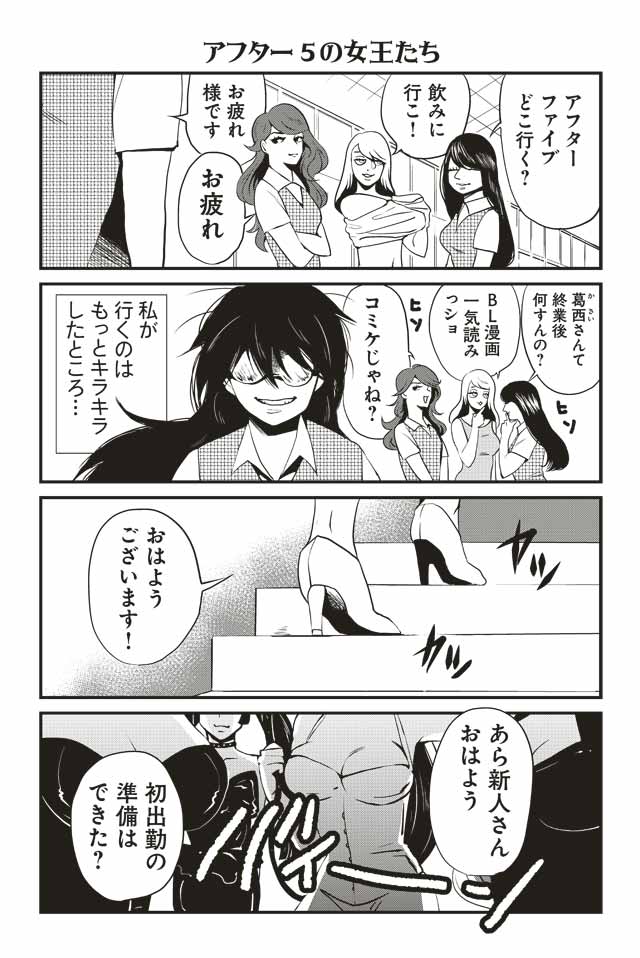 アフター5の女王たち
アフター
ファイブ
どこ行く?
飲みに
行こ!
お疲れ
様です
お疲れ
葛西さんて
かさい
終業後
何すんの?
ヒソ
BL漫画
一気読み
っショ
ヒソ
コミケじゃね?
私が
行くのは
もっとキラキラ
したところ…
カッ
カッ
おはよう
ございます!
あら新人さん
おはよう
バイーーン
初出勤の
準備は
できた?